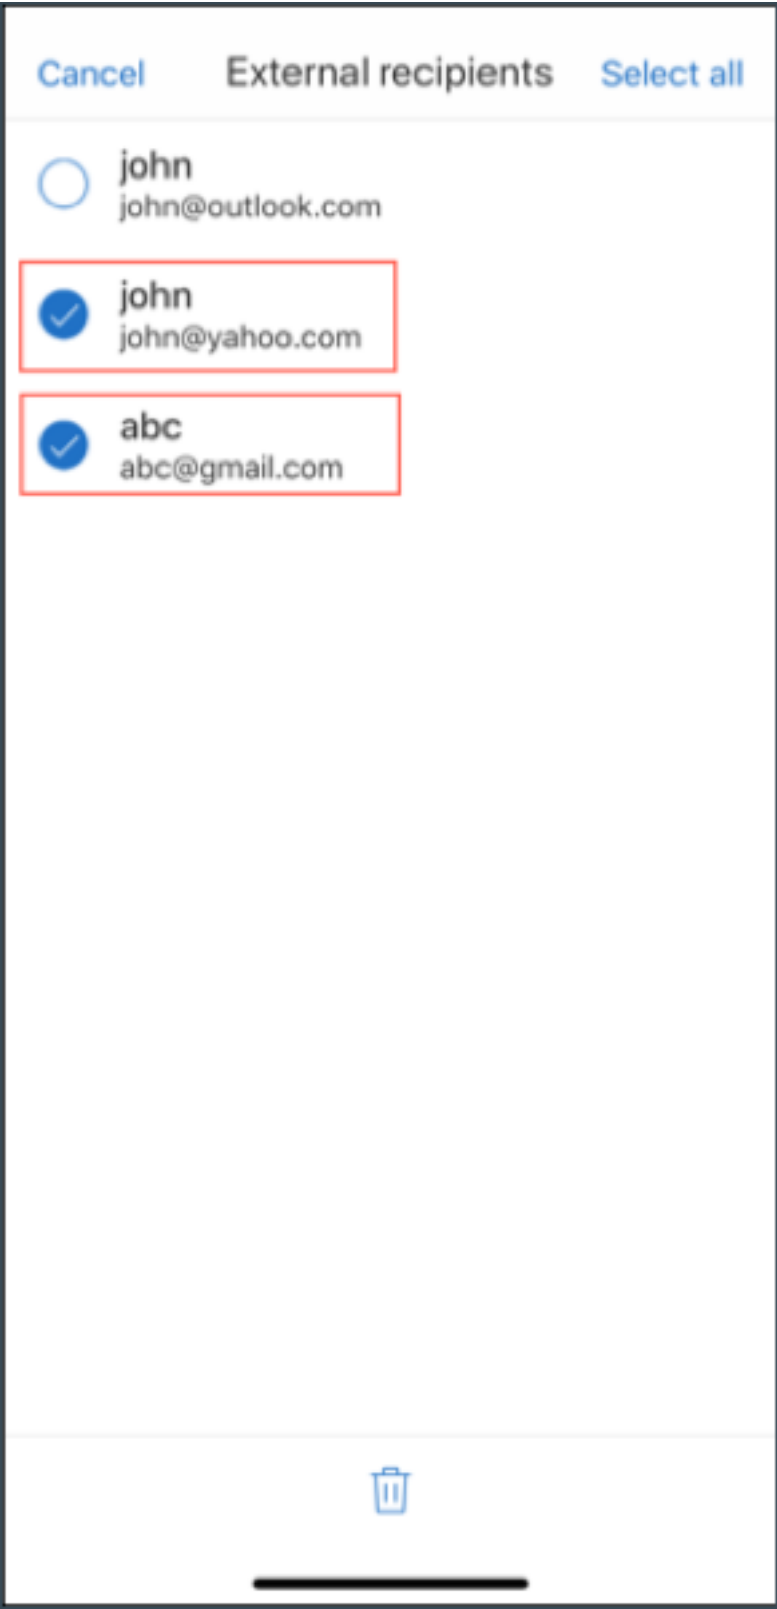 Cancel External recipients Select all
john
john@outlook.com
john
john@yahoo.com
abc
abc@gmail.com